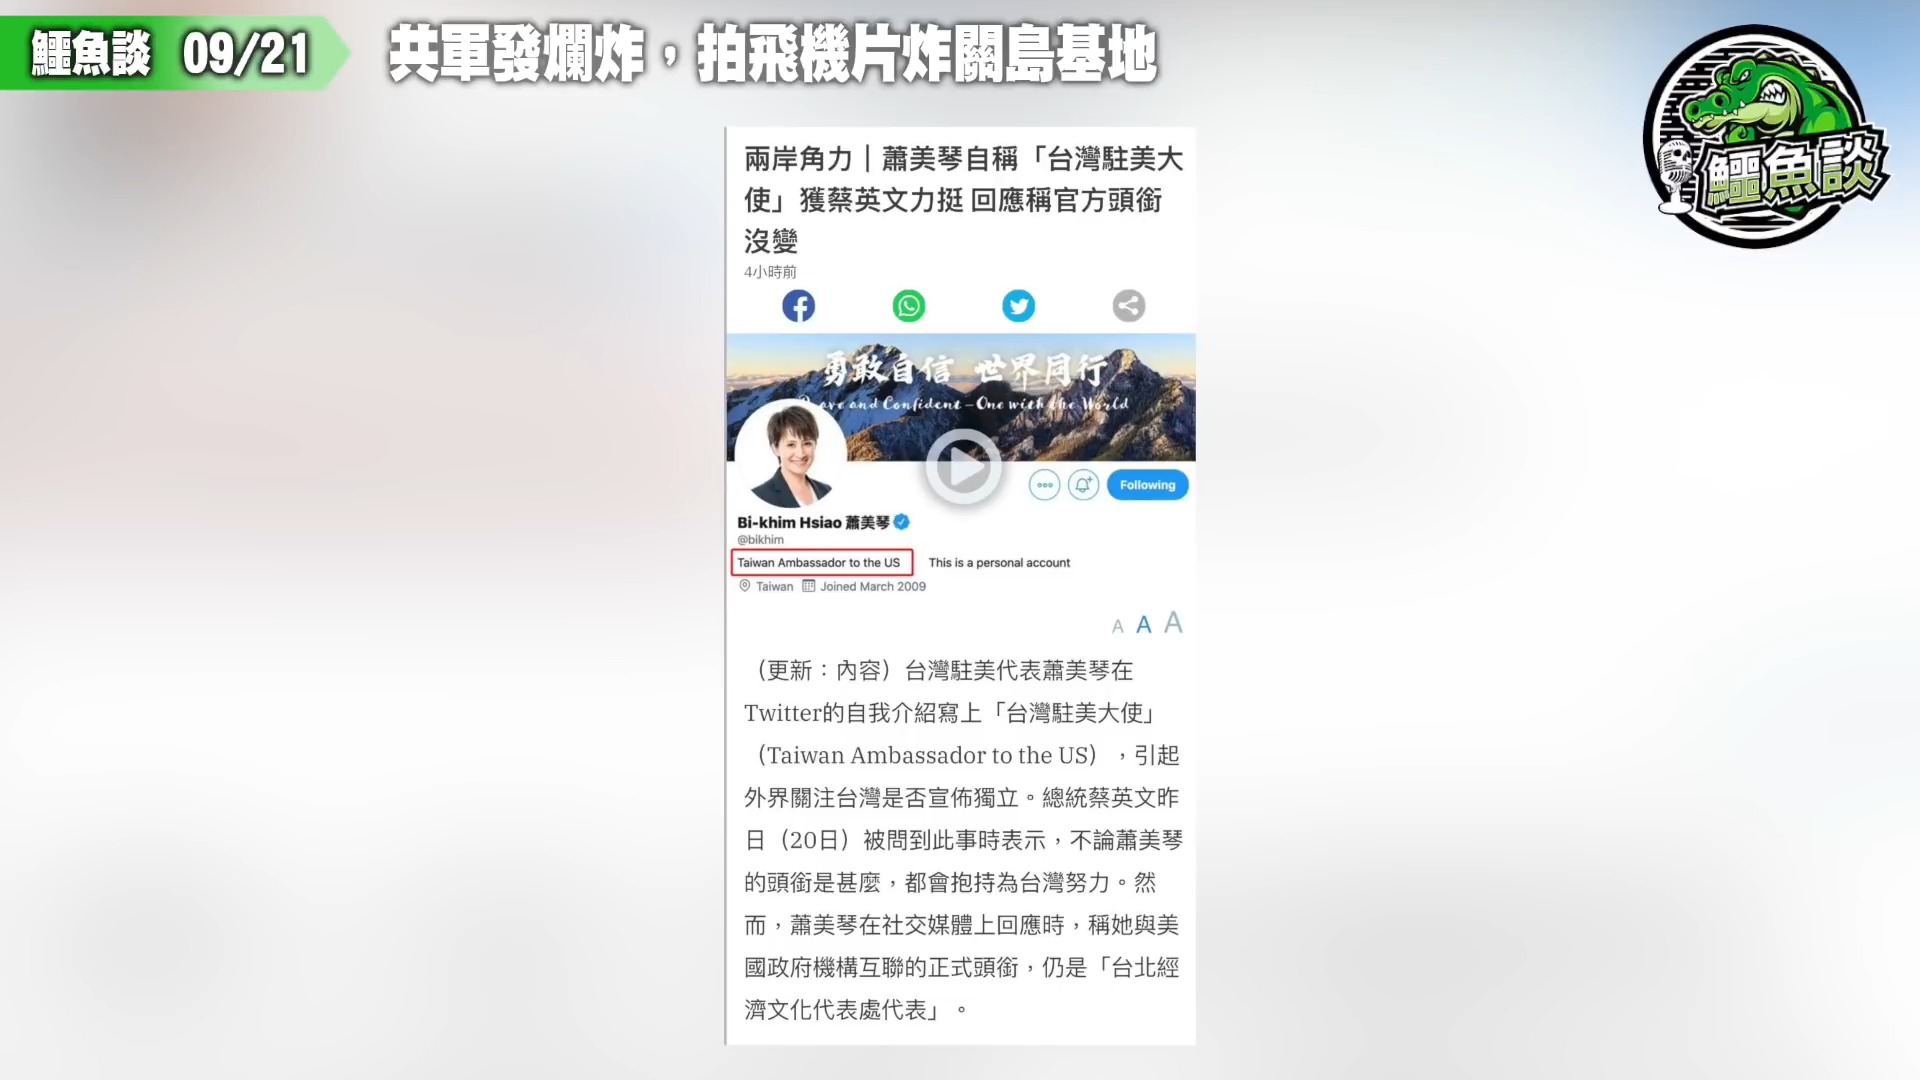 鱷魚談 09/21
共軍發爛炸，拍飛機片炸關島基地
鱷魚談
兩岸角力｜蕭美琴自稱「台灣駐美大
使」獲蔡英文力挺 回應稱官方頭銜
沒變
4小時前
勇敢自信 世界同行
Brave and Confident – One with the World
Following
Bi-khim Hsiao 蕭美琴
@bikhim
Taiwan Ambassador to the US This is a personal account
Taiwan Joined March 2009
A A A
（更新：內容）台灣駐美代表蕭美琴在
Twitter的自我介紹寫上「台灣駐美大使」
（Taiwan Ambassador to the US），引起
外界關注台灣是否宣佈獨立。總統蔡英文昨
日（20日）被問到此事時表示，不論蕭美琴
的頭銜是甚麼，都會抱持為台灣努力。然
而，蕭美琴在社交媒體上回應時，稱她與美
國政府機構互聯的正式頭銜，仍是「台北經
濟文化代表處代表」。